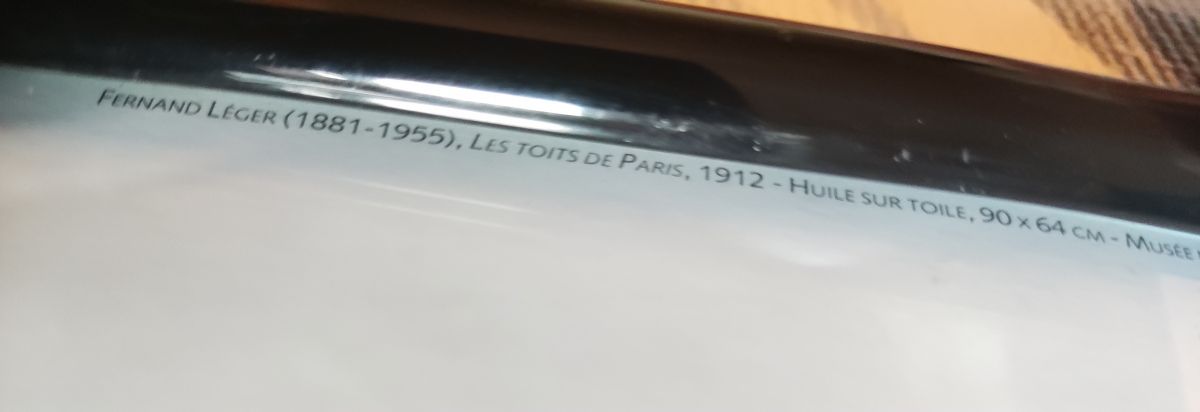 Fernand Léger (1881-1955), Les toits de Paris, 1912 - Huile sur toile, 90 x 64 cm - Musée